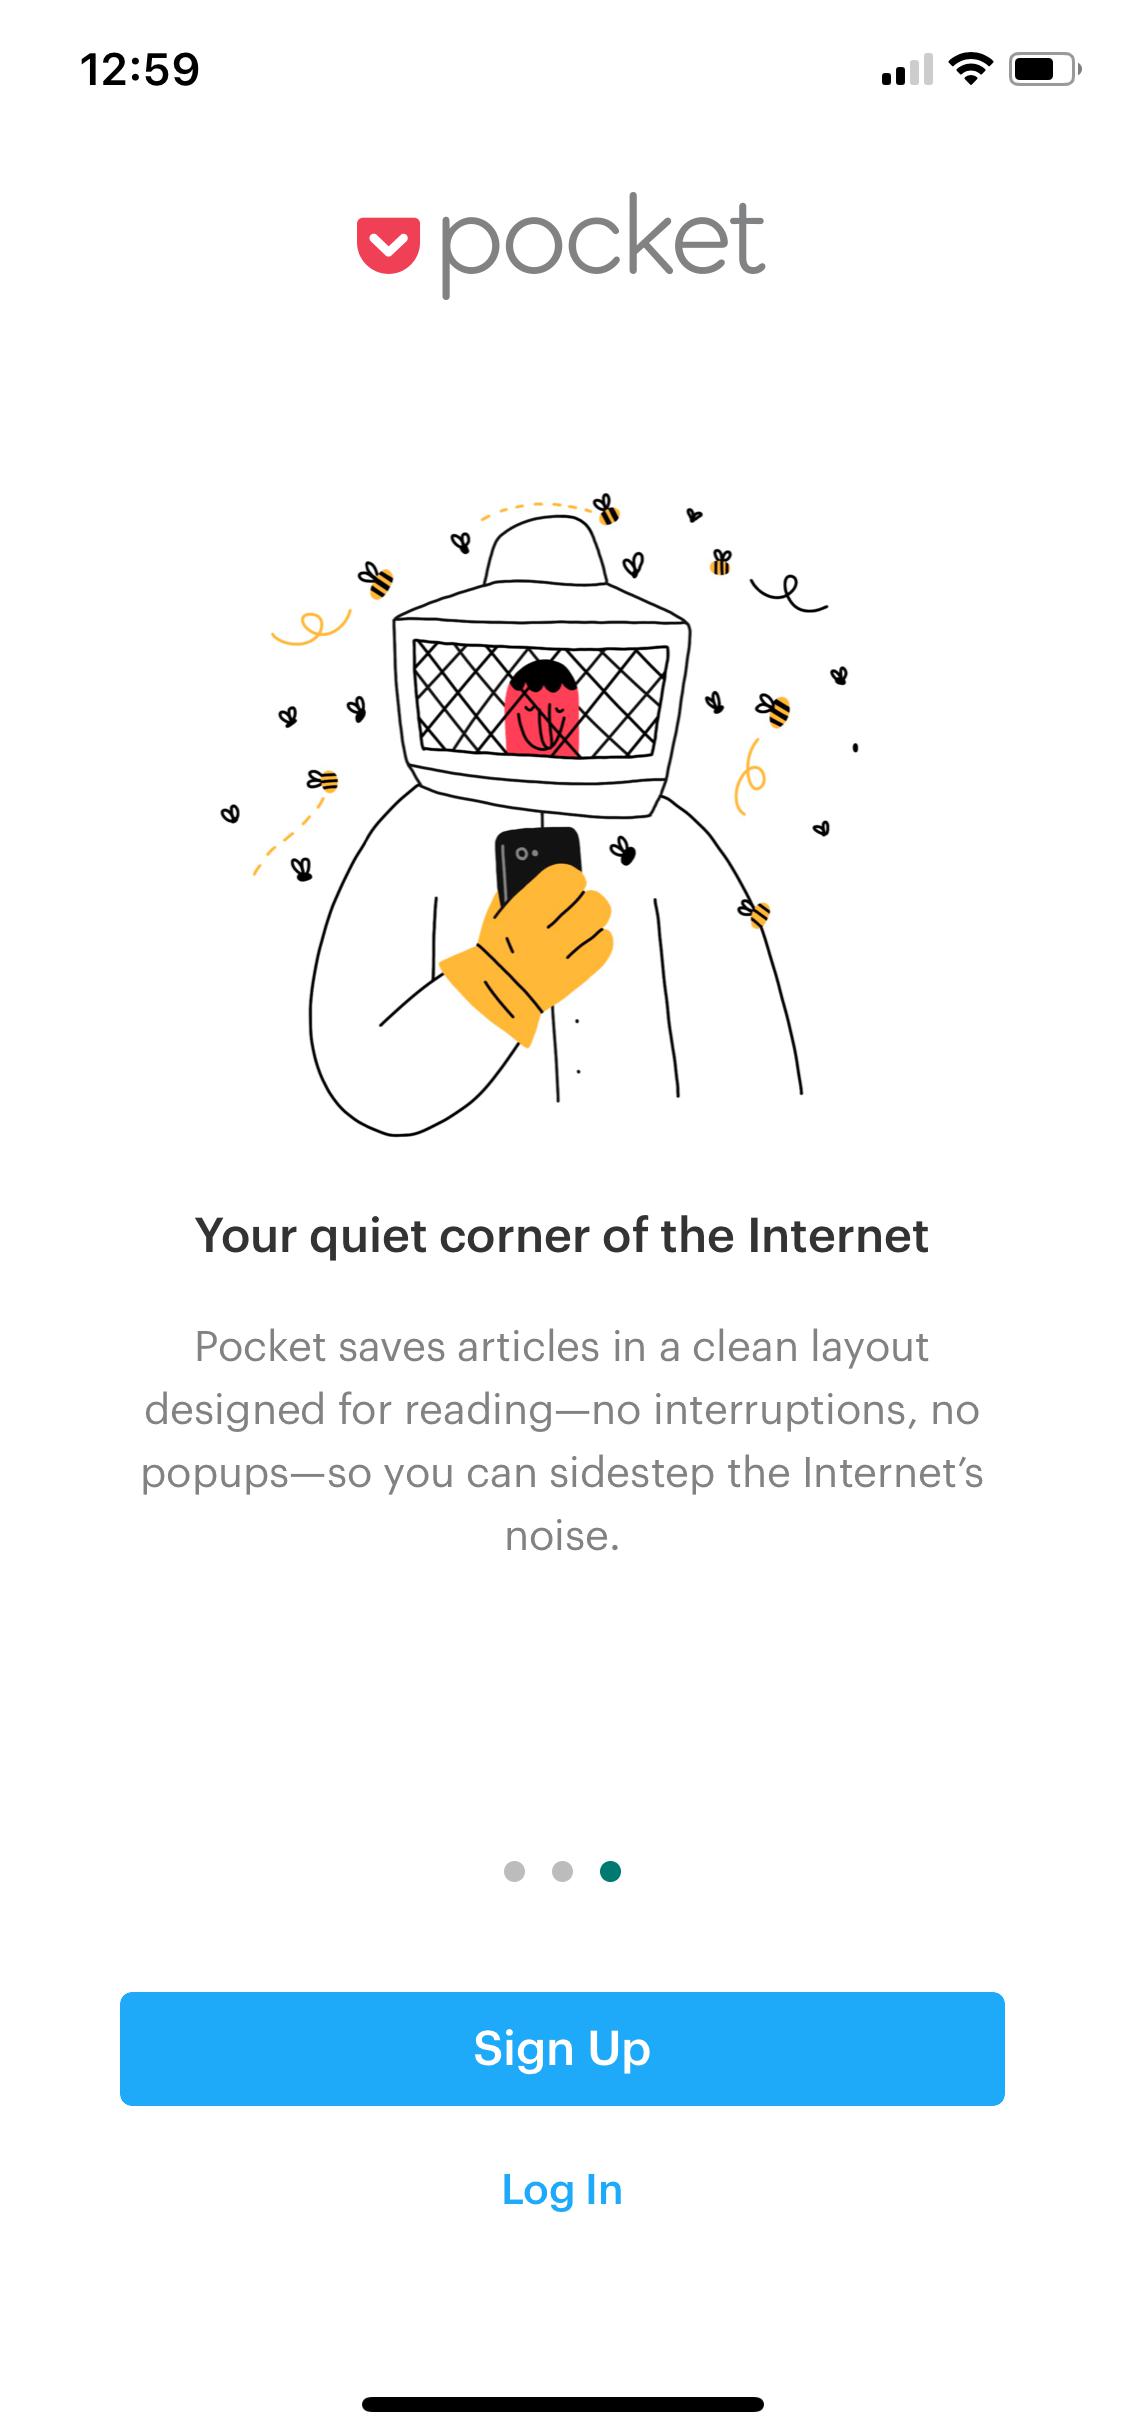 12:59
pocket
Your quiet corner of the Internet
Pocket saves articles in a clean layout
designed for reading—no interruptions, no
popups—so you can sidestep the Internet’s
noise.
Sign Up
Log In